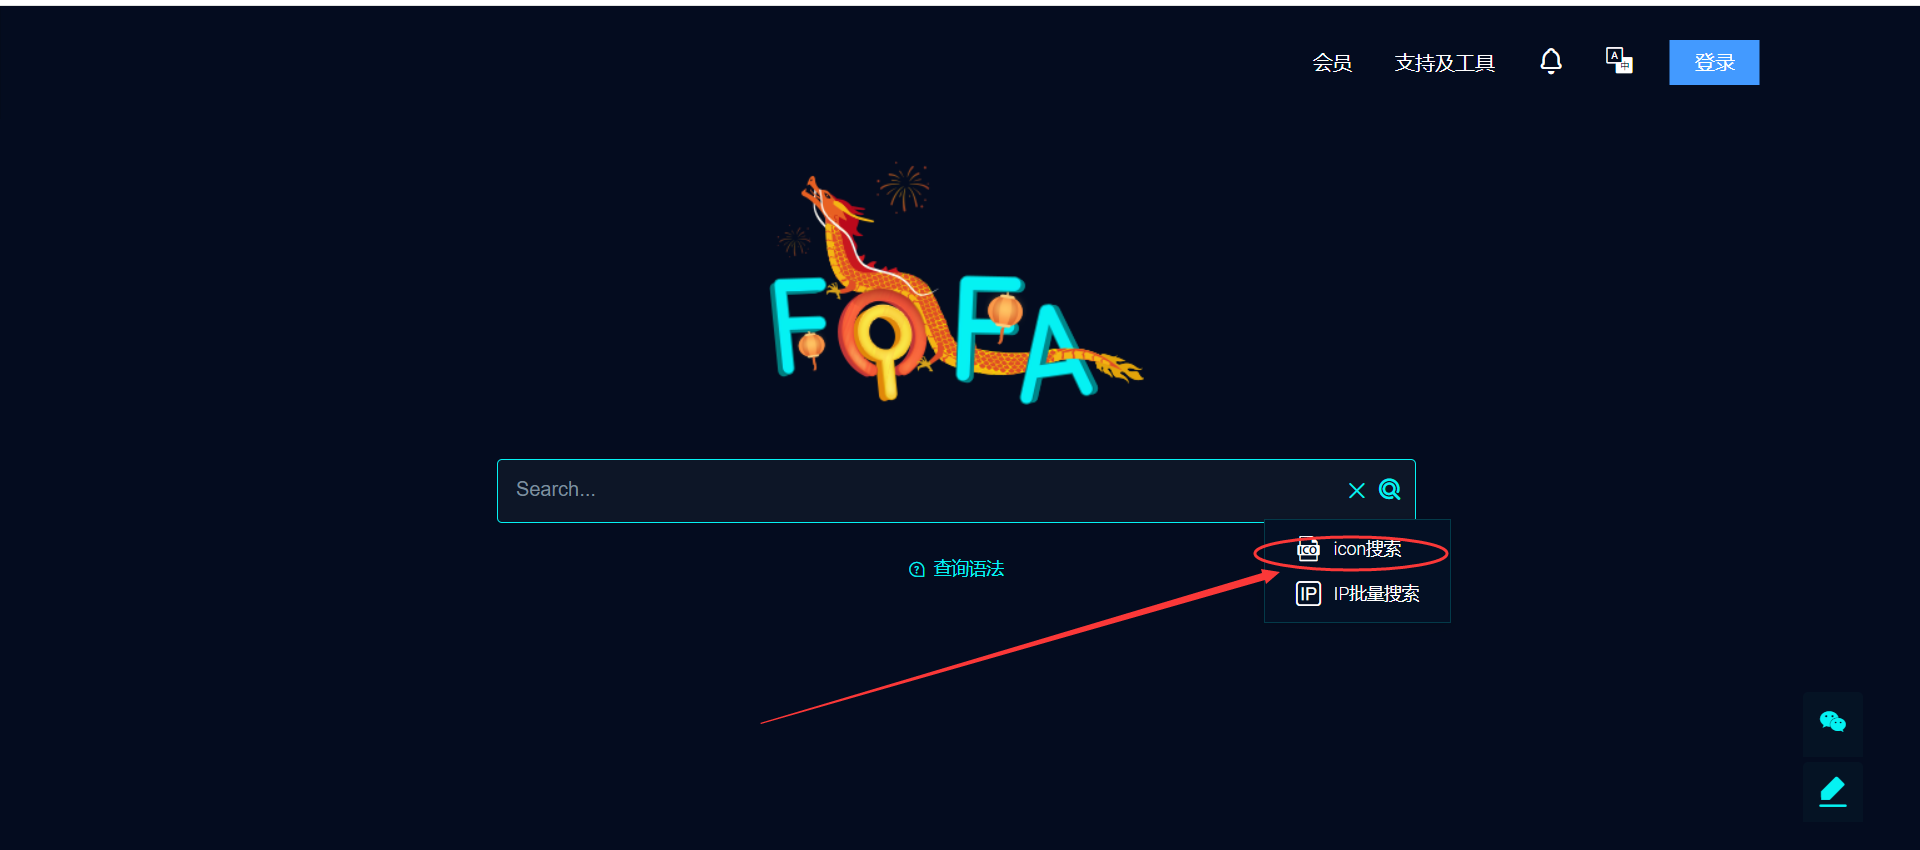 会员 支持及工具 A 中 登录
FOFA
Search...
ICO icon搜索
? 查询语法
IP IP批量搜索